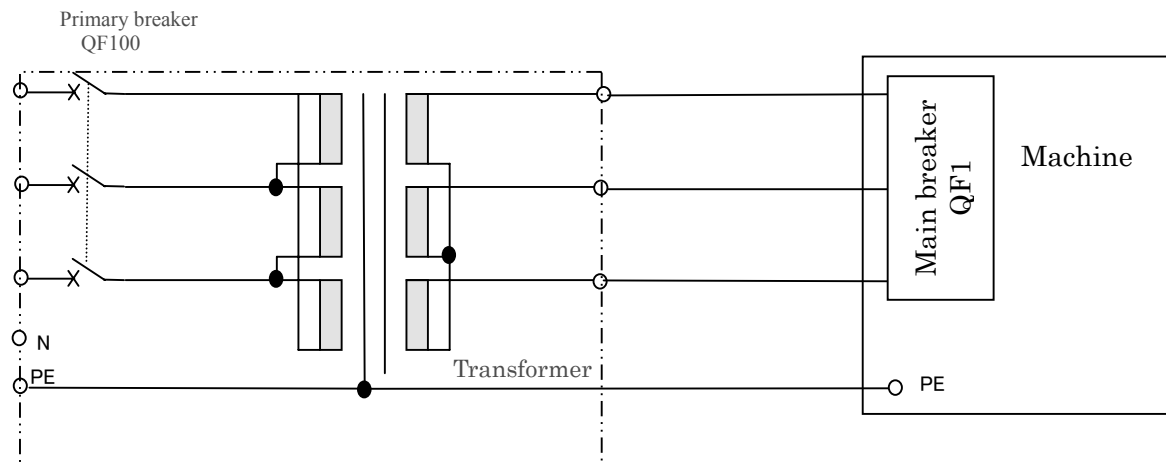 Primary breaker
QF100
Main breaker
QF1
Machine
N
PE
Transformer
PE